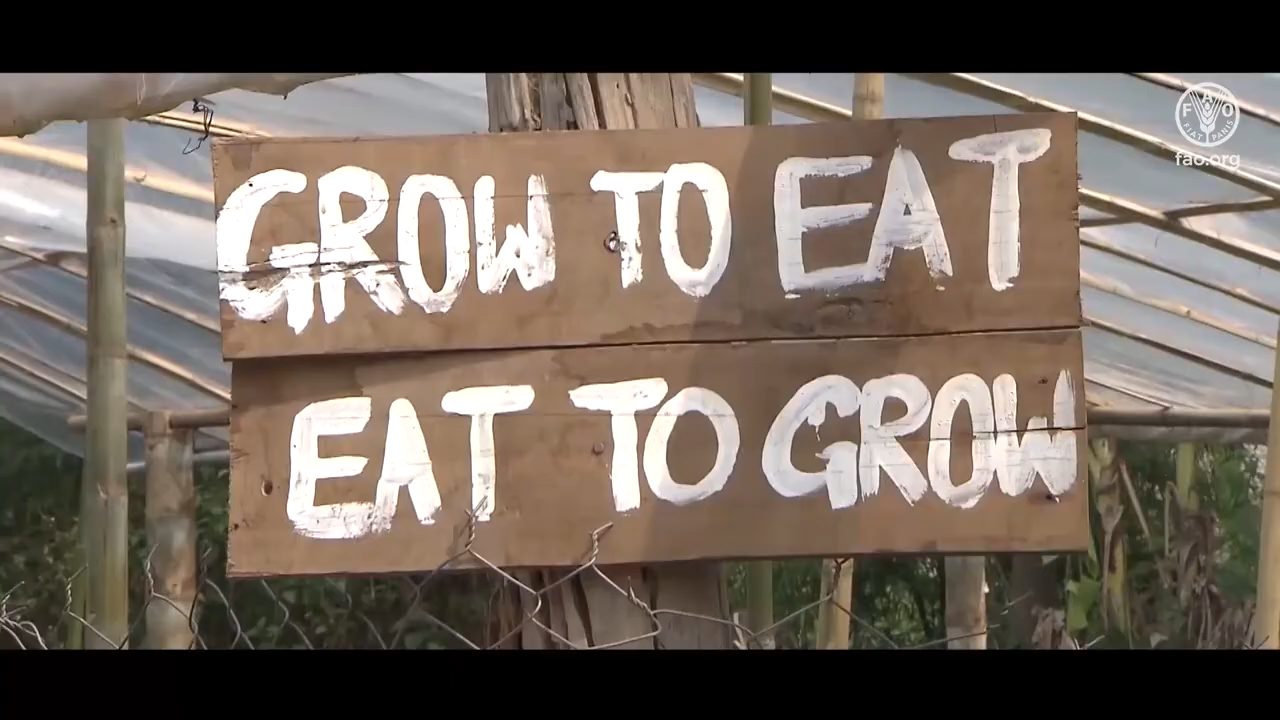 GROW TO EAT
EAT TO GROW
F A O
FIAT PANIS
fao.org